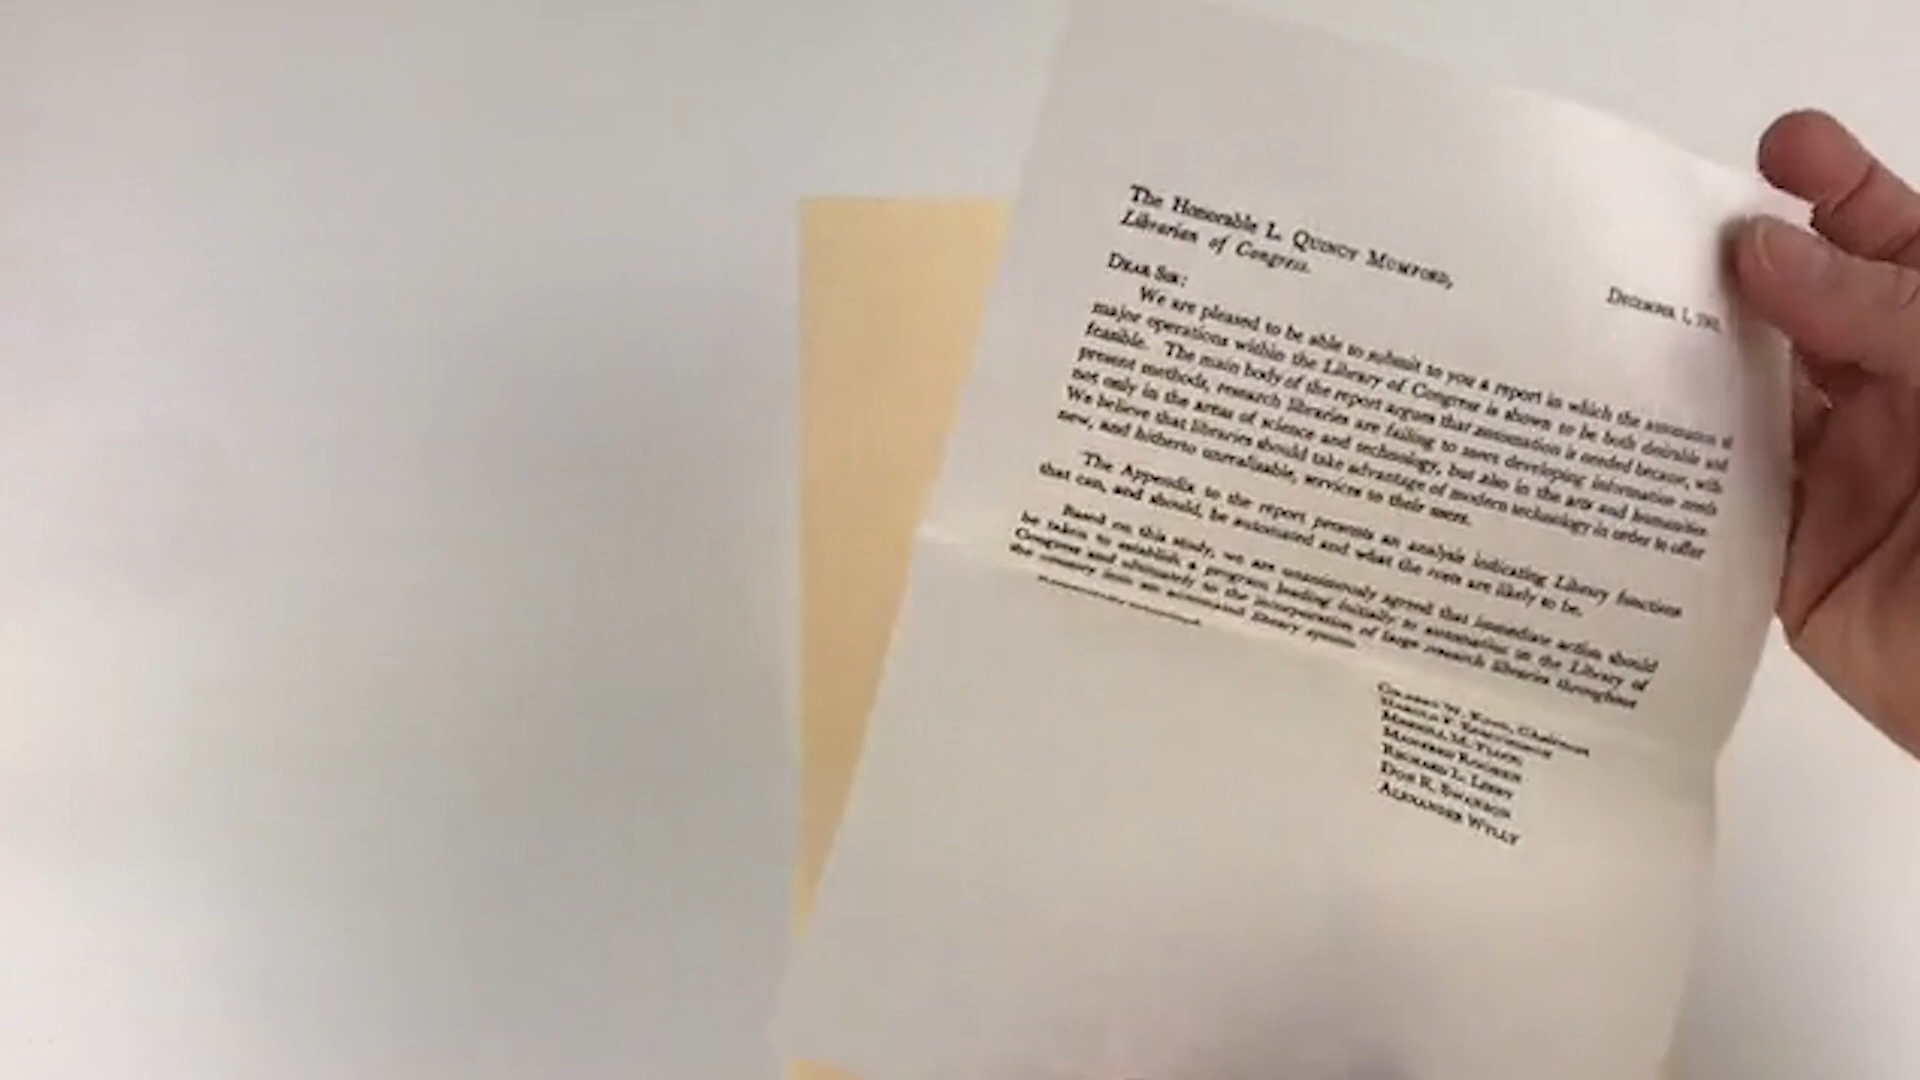 The Honorable L. QUINCY MUMFORD,
Librarian of Congress.
DECEMBER 1,
DEAR SIR:
We are pleased to be able to submit to you a report in which the automation of
major operations within the Library of Congress is shown to be both desirable and
feasible. The main body of the report argues that automation is needed because, with
present methods, research libraries are failing to meet developing information needs
not only in the areas of science and technology, but also in the arts and humanities.
We believe that libraries should take advantage of modern technology in order to offer
new, and hitherto unrealizable, services to their users.
The Appendix to the report presents an analysis indicating Library functions
that can, and should, be automated and what the costs are likely to be.
Based on this study, we are unanimously agreed that immediate action should
be taken to establish a program leading initially to automation in the Library of
Congress and ultimately to the incorporation of large research libraries throughout
the country into an automated library system.
W. Chairman
MERRILL M. FLOOD
MANFRED KOCHEN
RICHARD L. LIBBY
DON R. SWANSON
ALEXANDER WYLLY